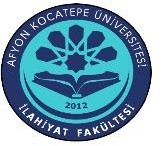 AFYON KOCATEPE ÜNİVERSİTESİ
2012
İLAHİYAT FAKÜLTESİ